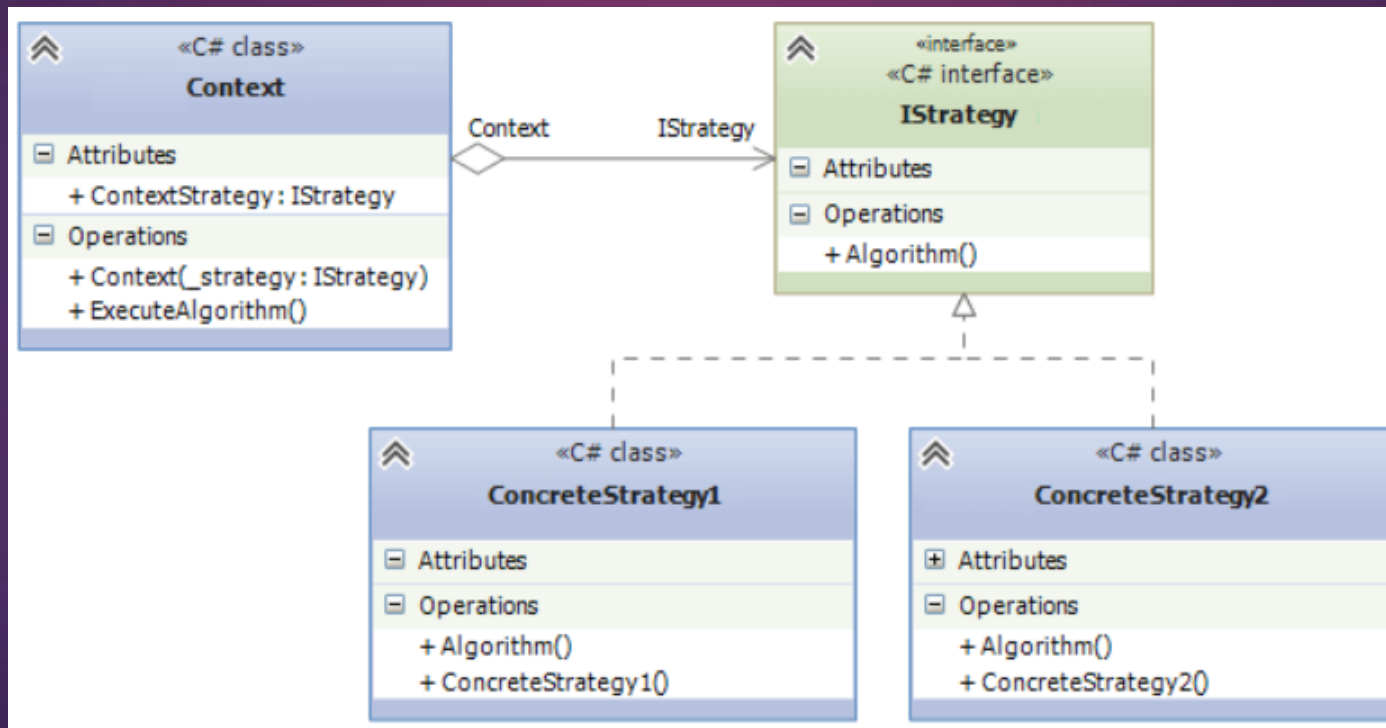 «C# class»
Context
Attributes
+ ContextStrategy : IStrategy
Operations
+ Context(_strategy : IStrategy)
+ ExecuteAlgorithm()
Context
IStrategy
«interface»
«C# interface»
IStrategy
Attributes
Operations
+ Algorithm()
«C# class»
ConcreteStrategy1
Attributes
Operations
+ Algorithm()
+ ConcreteStrategy1()
«C# class»
ConcreteStrategy2
Attributes
Operations
+ Algorithm()
+ ConcreteStrategy2()